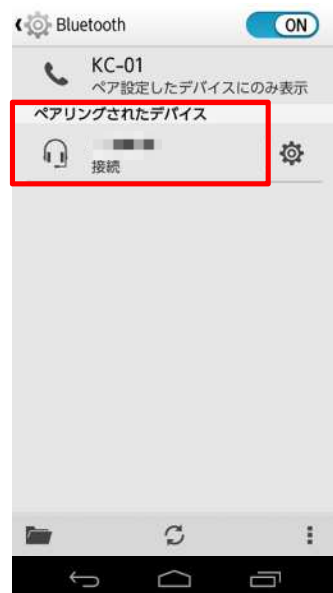 Bluetooth
ON
KC-01
ペア設定したデバイスにのみ表示
ペアリングされたデバイス
接続